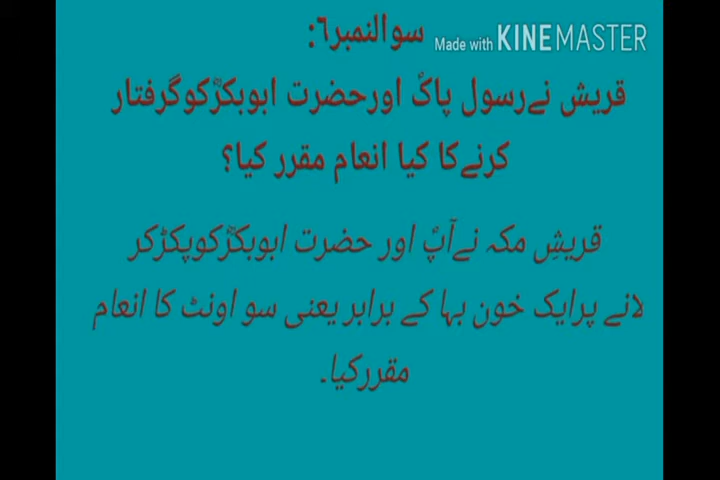 سوالنمبر٦:
Made with KINEMASTER
قریش نےرسول پاکؐ اورحضرت ابوبکرؓکوگرفتار
کرنےکا کیا انعام مقرر کیا؟
قریشِ مکہ نےآپؐ اور حضرت ابوبکرؓکوپکڑکر
لانے پرایک خون بہا کے برابر یعنی سو اونٹ کا انعام
مقررکیا۔